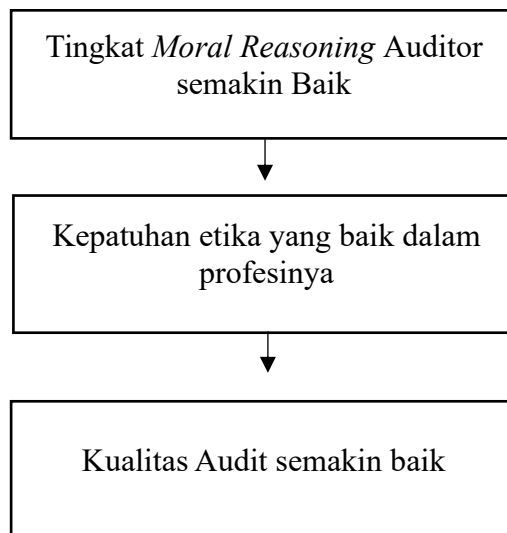 Tingkat Moral Reasoning Auditor
semakin Baik
Kepatuhan etika yang baik dalam
profesinya
Kualitas Audit semakin baik